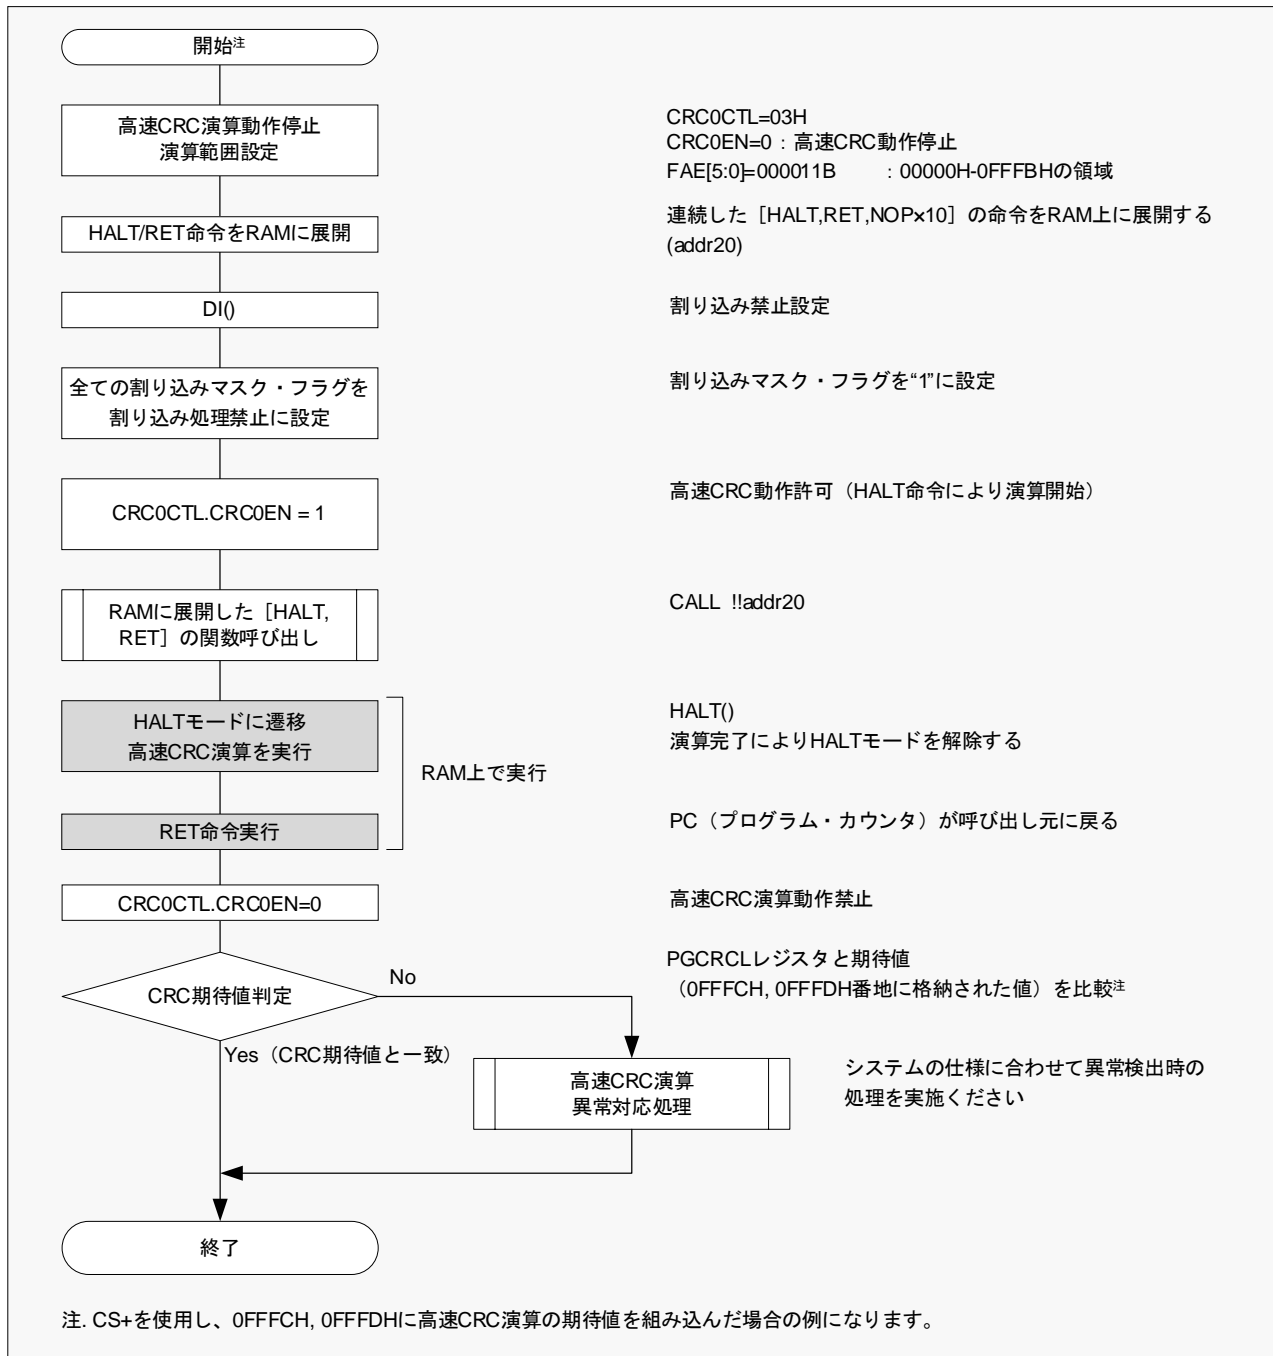 開始注
高速CRC演算動作停止
演算範囲設定
CRC0CTL=03H
CRC0EN=0：高速CRC動作停止
FAE[5:0]=000011B ：00000H-0FFFBHの領域
HALT/RET命令をRAMに展開
連続した［HALT,RET,NOP×10］の命令をRAM上に展開する
(addr20)
DI()
割り込み禁止設定
全ての割り込みマスク・フラグを
割り込み処理禁止に設定
割り込みマスク・フラグを“1”に設定
CRC0CTL.CRC0EN = 1
高速CRC動作許可（HALT命令により演算開始）
RAMに展開した［HALT,
RET］の関数呼び出し
CALL !!addr20
HALTモードに遷移
高速CRC演算を実行
HALT()
演算完了によりHALTモードを解除する
RAM上で実行
RET命令実行
PC（プログラム・カウンタ）が呼び出し元に戻る
CRC0CTL.CRC0EN=0
高速CRC演算動作禁止
CRC期待値判定
No
PGCRCLレジスタと期待値
（0FFFCH, 0FFFDH番地に格納された値）を比較注
Yes（CRC期待値と一致）
高速CRC演算
異常対応処理
システムの仕様に合わせて異常検出時の
処理を実施ください
終了
注. CS+を使用し、0FFFCH, 0FFFDHに高速CRC演算の期待値を組み込んだ場合の例になります。